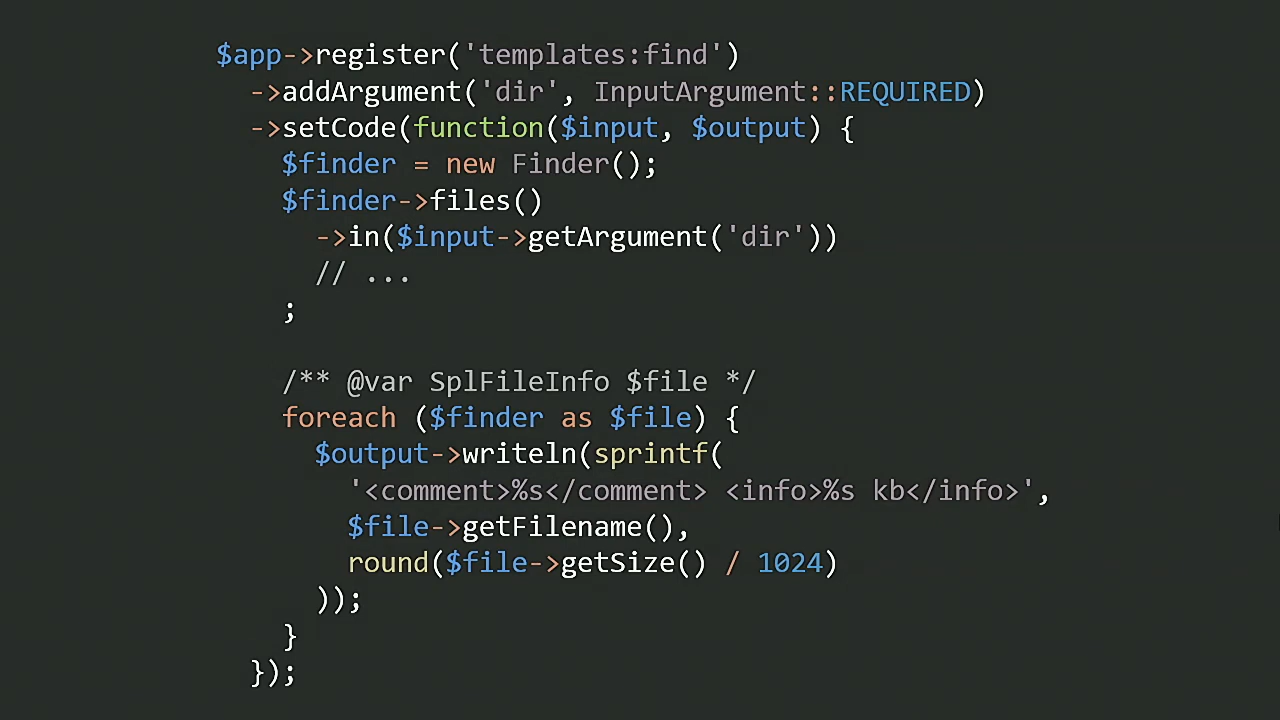 $app->register('templates:find')
->addArgument('dir', InputArgument::REQUIRED)
->setCode(function($input, $output) {
$finder = new Finder();
$finder->files()
->in($input->getArgument('dir'))
// ...
;
/** @var SplFileInfo $file */
foreach ($finder as $file) {
$output->writeln(sprintf(
'<comment>%s</comment> <info>%s kb</info>',
$file->getFilename(),
round($file->getSize() / 1024)
));
}
});